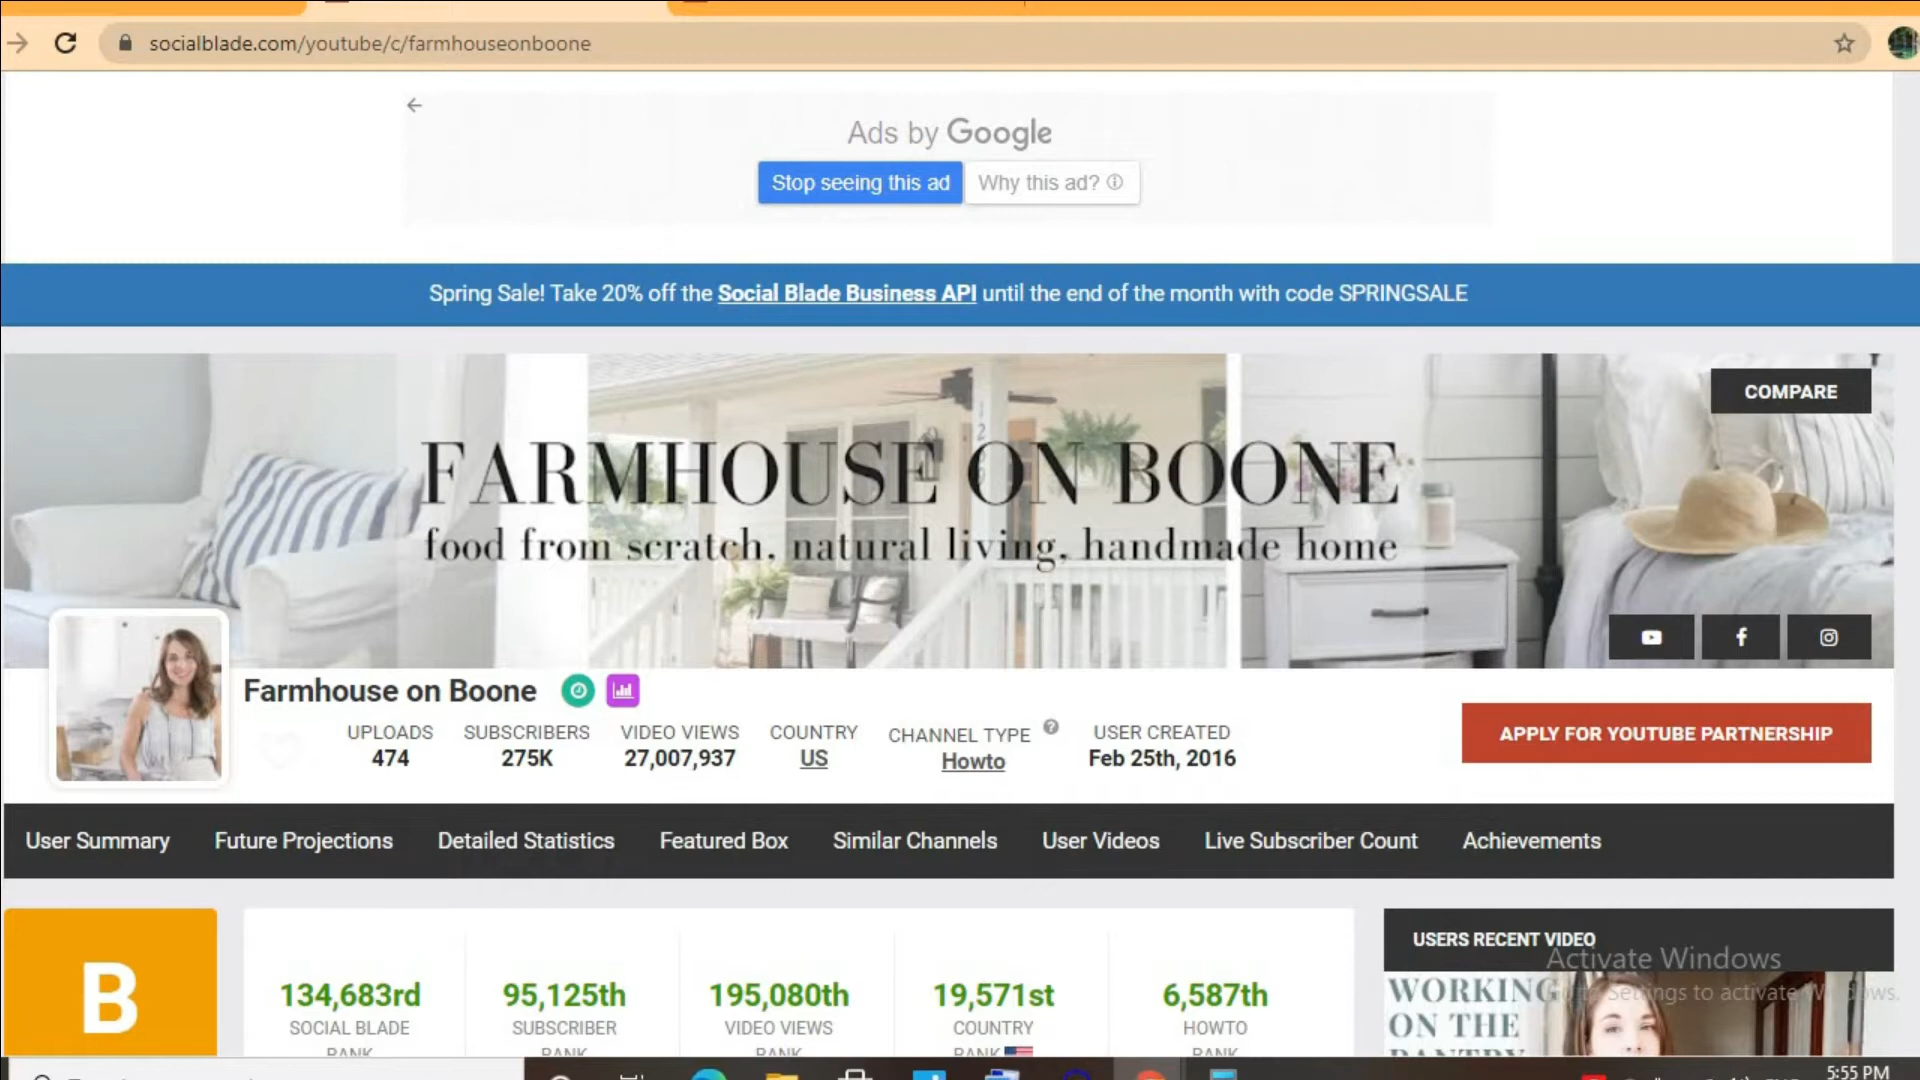 socialblade.com/youtube/c/farmhouseonboone
Ads by Google
Stop seeing this ad
Why this ad?
Spring Sale! Take 20% off the Social Blade Business API until the end of the month with code SPRINGSALE
COMPARE
FARMHOUSE ON BOONE
food from scratch, natural living, handmade home
Farmhouse on Boone
UPLOADS
474
SUBSCRIBERS
275K
VIDEO VIEWS
27,007,937
COUNTRY
US
CHANNEL TYPE
Howto
USER CREATED
Feb 25th, 2016
APPLY FOR YOUTUBE PARTNERSHIP
User Summary
Future Projections
Detailed Statistics
Featured Box
Similar Channels
User Videos
Live Subscriber Count
Achievements
B
134,683rd
SOCIAL BLADE
RANK
95,125th
SUBSCRIBER
RANK
195,080th
VIDEO VIEWS
RANK
19,571st
COUNTRY
RANK
6,587th
HOWTO
RANK
USERS RECENT VIDEO
WORKING
ON THE
PANTRY
Activate Windows
Go to Settings to activate Windows.
5:55 PM